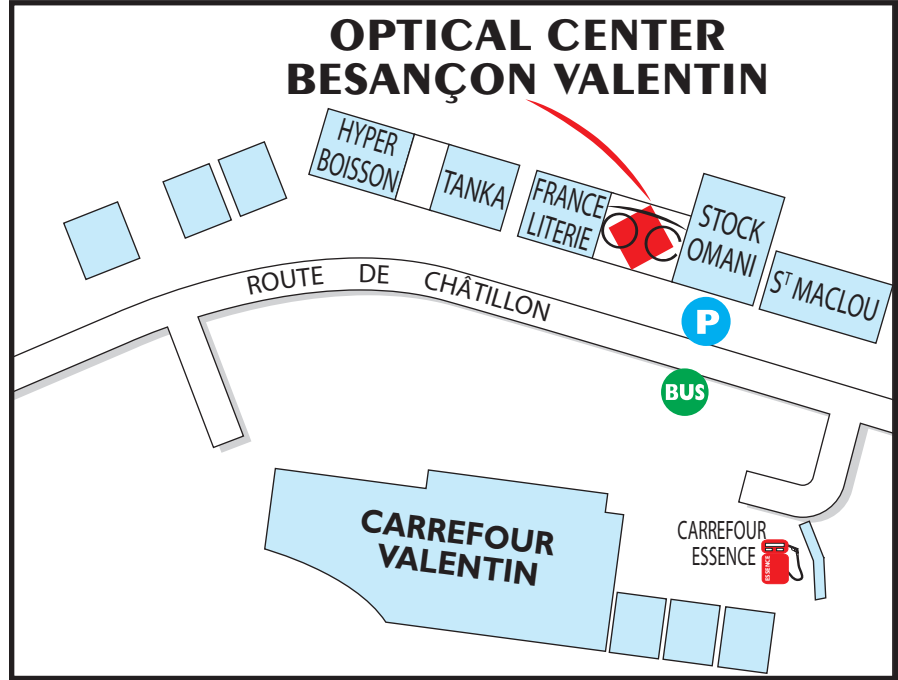 OPTICAL CENTER
BESANÇON VALENTIN
HYPER
BOISSON
TANKA
FRANCE
LITERIE
STOCK
OMANI
Sᵀ MACLOU
ROUTE DE CHÂTILLON
P
BUS
CARREFOUR
VALENTIN
CARREFOUR
ESSENCE
ESSENCE